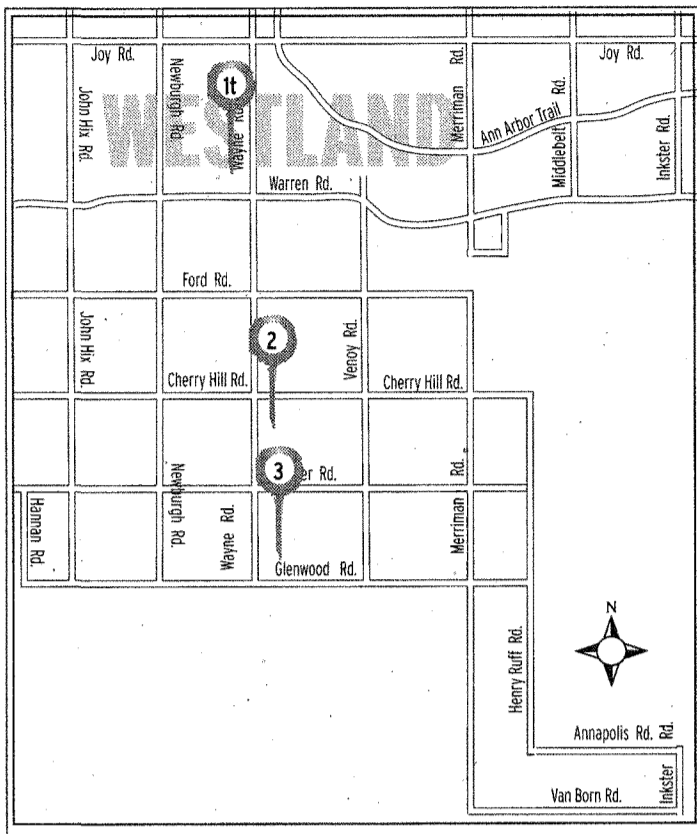 Joy Rd.
Joy Rd.
John Hix Rd.
Newburgh Rd.
1t
WESTLAND
Wayne Rd.
Merriman Rd.
Ann Arbor Trail
Middlebelt Rd.
Inkster Rd.
Warren Rd.
Ford Rd.
John Hix Rd.
2
Venoy Rd.
Cherry Hill Rd.
Cherry Hill Rd.
3
er Rd.
Hannan Rd.
Newburgh Rd.
Wayne Rd.
Merriman Rd.
Glenwood Rd.
N
Henry Ruff Rd.
Annapolis Rd.
Inkster Rd.
Van Born Rd.